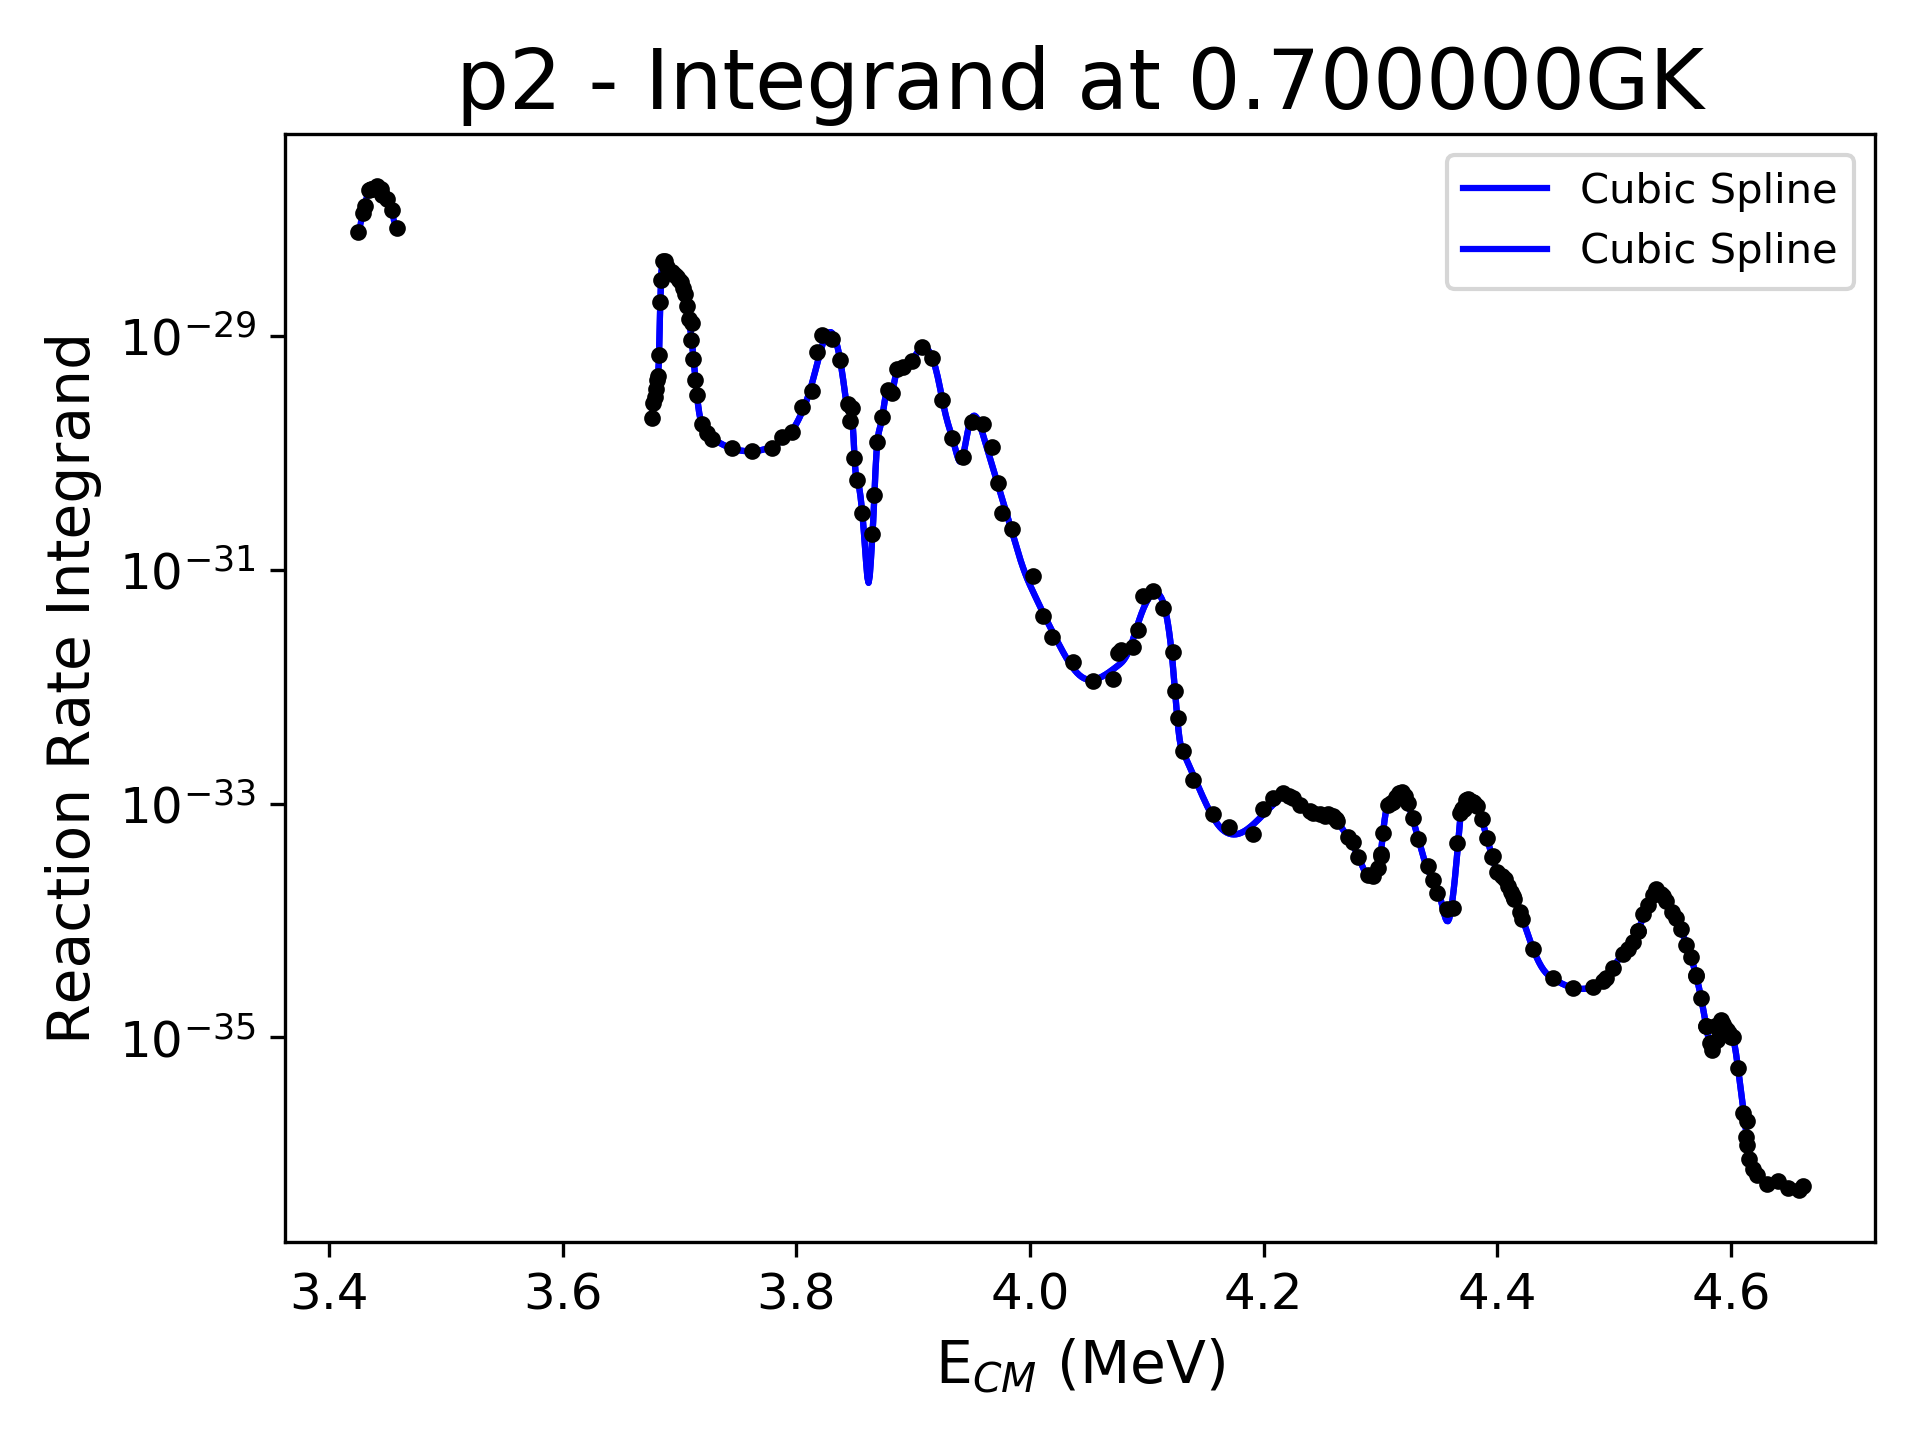 p2 - Integrand at 0.700000GK
Cubic Spline
Cubic Spline
Reaction Rate Integrand
10⁻²⁹
10⁻³¹
10⁻³³
10⁻³⁵
3.4 3.6 3.8 4.0 4.2 4.4 4.6
E_CM (MeV)